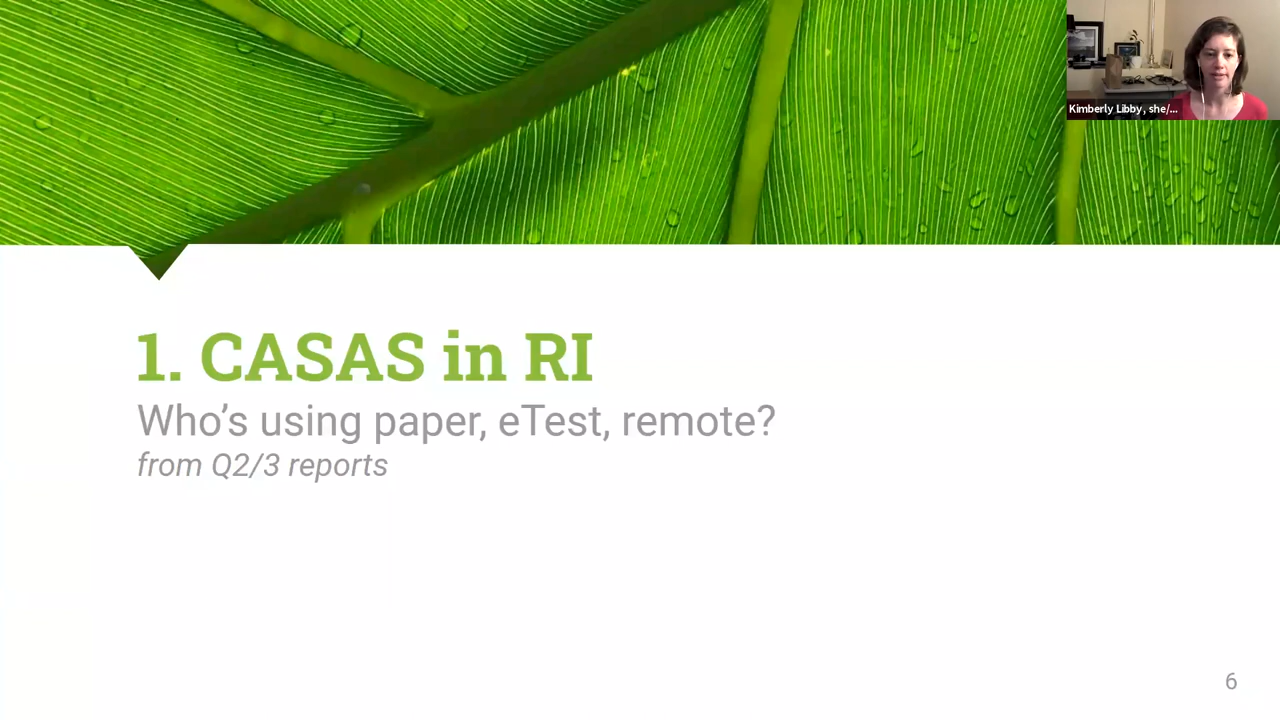 Kimberly Libby, she/...
1. CASAS in RI
Who's using paper, eTest, remote?
from Q2/3 reports
6